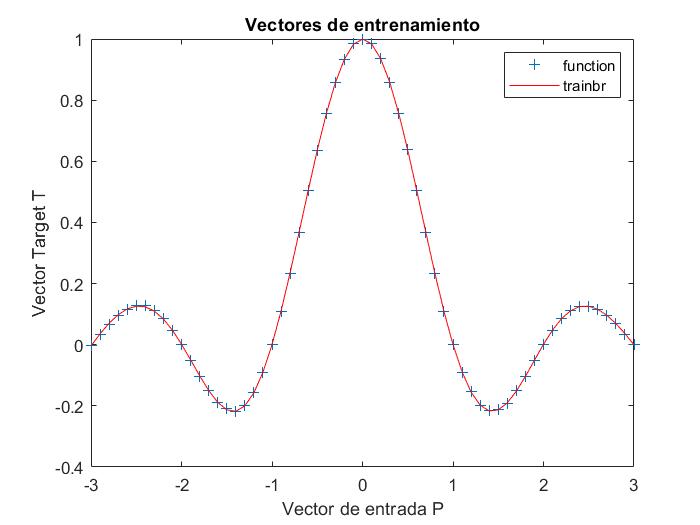 Vectores de entrenamiento
function
trainbr
1
0.8
0.6
0.4
0.2
0
-0.2
-0.4
Vector Target T
-3 -2 -1 0 1 2 3
Vector de entrada P